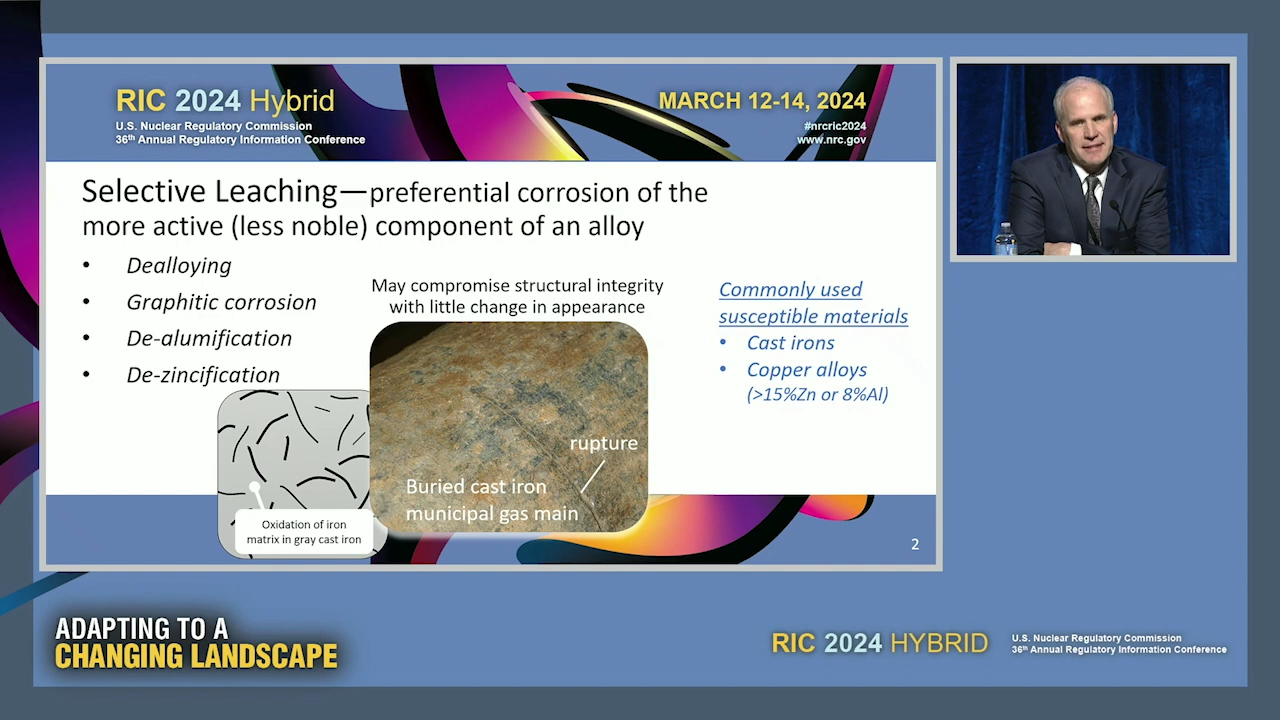 RIC 2024 Hybrid
U.S. Nuclear Regulatory Commission
36th Annual Regulatory Information Conference
MARCH 12-14, 2024
#nrcric2024
www.nrc.gov
Selective Leaching—preferential corrosion of the
more active (less noble) component of an alloy
• Dealloying
• Graphitic corrosion
• De-alumification
• De-zincification
May compromise structural integrity
with little change in appearance
rupture
Buried cast iron
municipal gas main
Oxidation of iron
matrix in gray cast iron
Commonly used
susceptible materials
• Cast irons
• Copper alloys
(>15%Zn or 8%Al)
2
ADAPTING TO A
CHANGING LANDSCAPE
RIC 2024 HYBRID
U.S. Nuclear Regulatory Commission
36th Annual Regulatory Information Conference